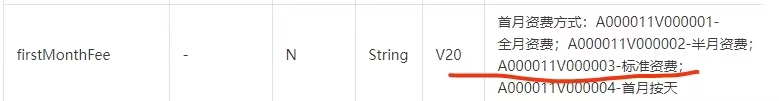 firstMonthFee
-
N
String
V20
首月资费方式：A000011V000001-
全月资费；A000011V000002-半月资费；
A000011V000003-标准资费；
A000011V000004-首月按天